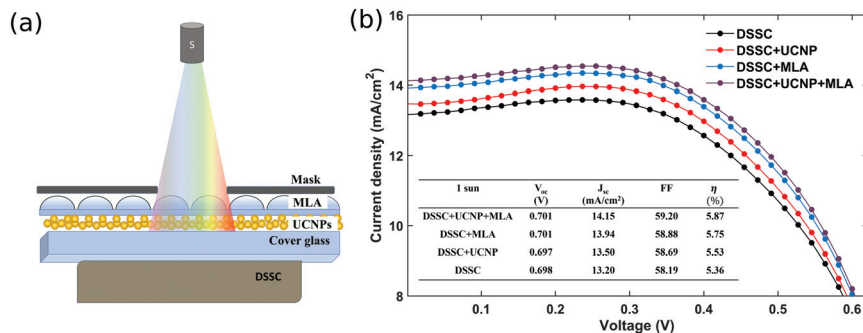 (a)
S
Mask
MLA
UCNPs
Cover glass
DSSC
(b)
16
14
12
10
8
Current density (mA/cm²)
DSSC
DSSC+UCNP
DSSC+MLA
DSSC+UCNP+MLA
1 sun Voc (V) Jsc (mA/cm²) FF η (%)
DSSC+UCNP+MLA 0.701 14.15 59.20 5.87
DSSC+MLA 0.701 13.94 58.88 5.75
DSSC+UCNP 0.697 13.50 58.69 5.53
DSSC 0.698 13.20 58.19 5.36
0.1 0.2 0.3 0.4 0.5 0.6
Voltage (V)